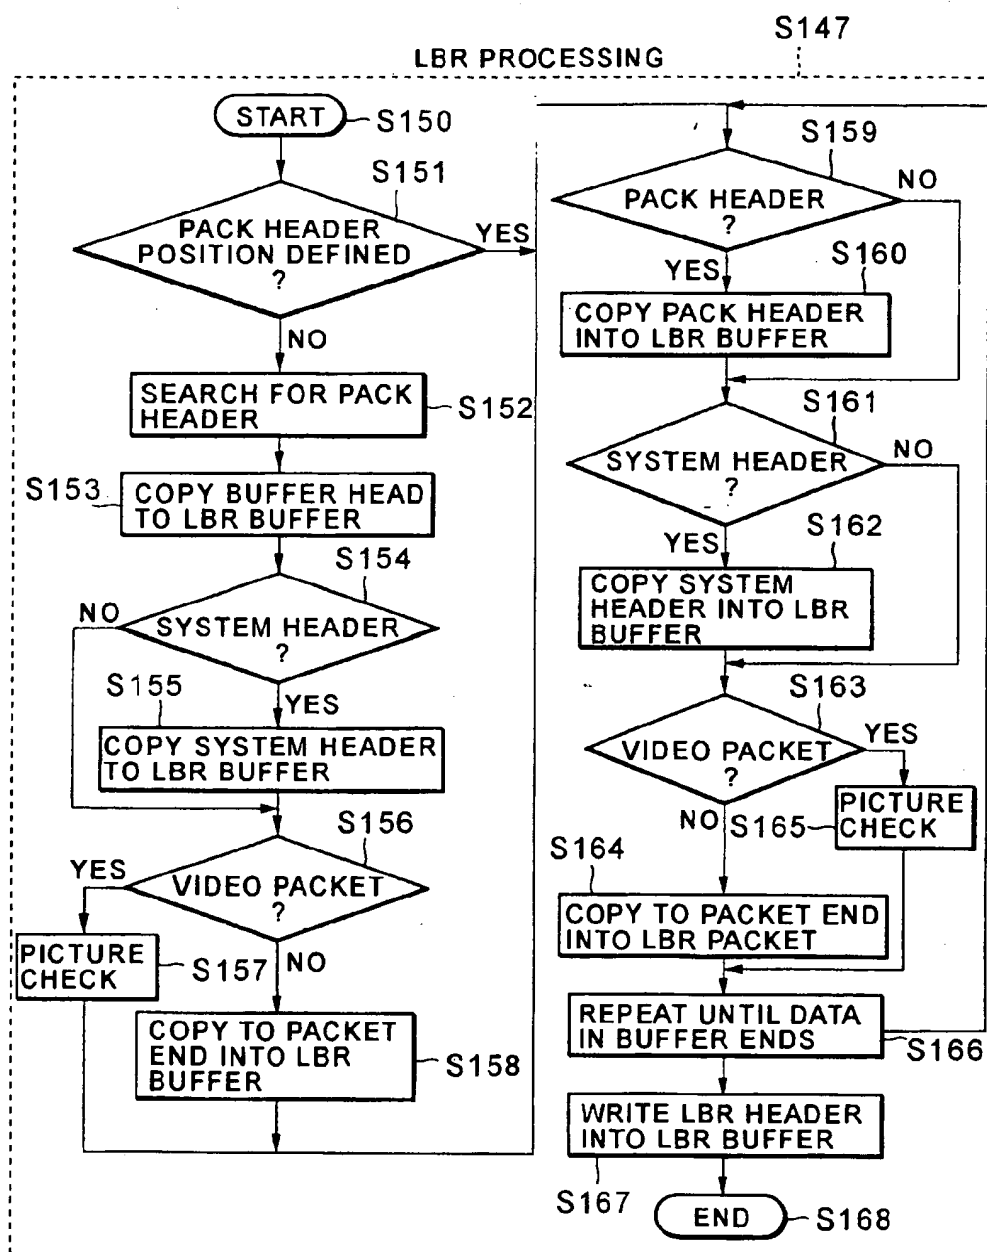 S147
LBR PROCESSING
START
S150
S151
PACK HEADER
POSITION DEFINED
?
YES
NO
SEARCH FOR PACK
HEADER
S152
S153
COPY BUFFER HEAD
TO LBR BUFFER
S154
NO
SYSTEM HEADER
?
S155
YES
COPY SYSTEM HEADER
TO LBR BUFFER
S156
YES
VIDEO PACKET
?
PICTURE
CHECK
S157
NO
COPY TO PACKET
END INTO LBR
BUFFER
S158
S159
PACK HEADER
?
NO
YES
S160
COPY PACK HEADER
INTO LBR BUFFER
S161
SYSTEM HEADER
?
NO
YES
S162
COPY SYSTEM
HEADER INTO LBR
BUFFER
S163
VIDEO PACKET
?
YES
NO
S165
PICTURE
CHECK
S164
COPY TO PACKET END
INTO LBR PACKET
REPEAT UNTIL DATA
IN BUFFER ENDS
S166
WRITE LBR HEADER
INTO LBR BUFFER
S167
END
S168